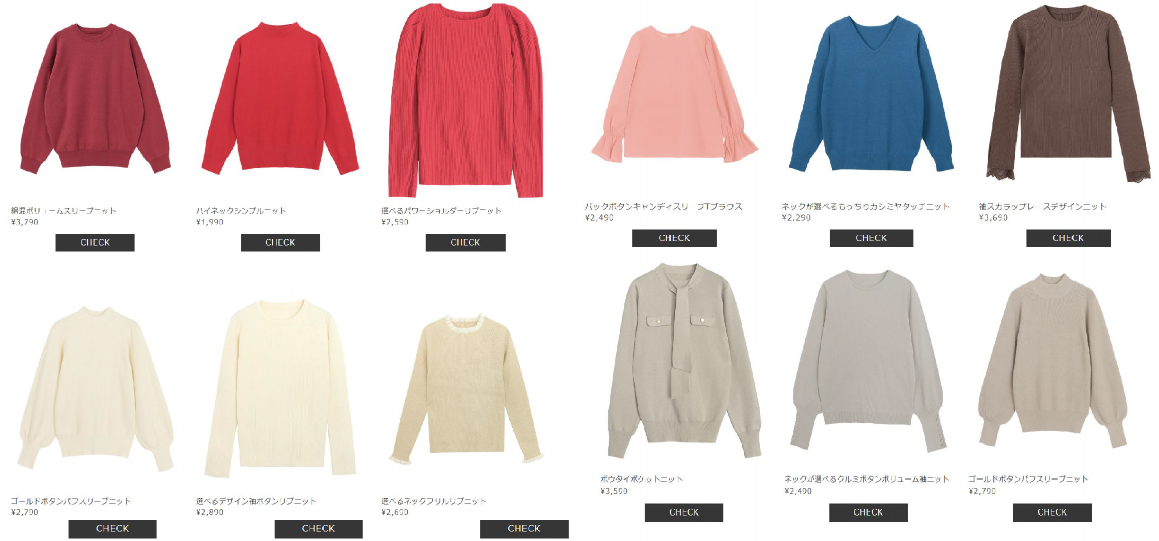 綿混ボリュームスリーブニット
¥3,790
CHECK
ハイネックシンプルニット
¥1,990
CHECK
選べるパワーショルダーリブニット
¥2,590
CHECK
バックボタンキャンディスリーブTブラウス
¥2,490
CHECK
ネックが選べるもっちりカシミヤタッチニット
¥2,290
CHECK
袖スカラップレースデザインニット
¥3,690
CHECK
ゴールドボタンパフスリーブニット
¥2,790
CHECK
選べるデザイン袖ボタンリブニット
¥2,890
CHECK
選べるネックフリルリブニット
¥2,690
CHECK
ボウタイポケットニット
¥3,590
CHECK
ネックが選べるクルミボタンボリューム袖ニット
¥2,490
CHECK
ゴールドボタンパフスリーブニット
¥2,790
CHECK